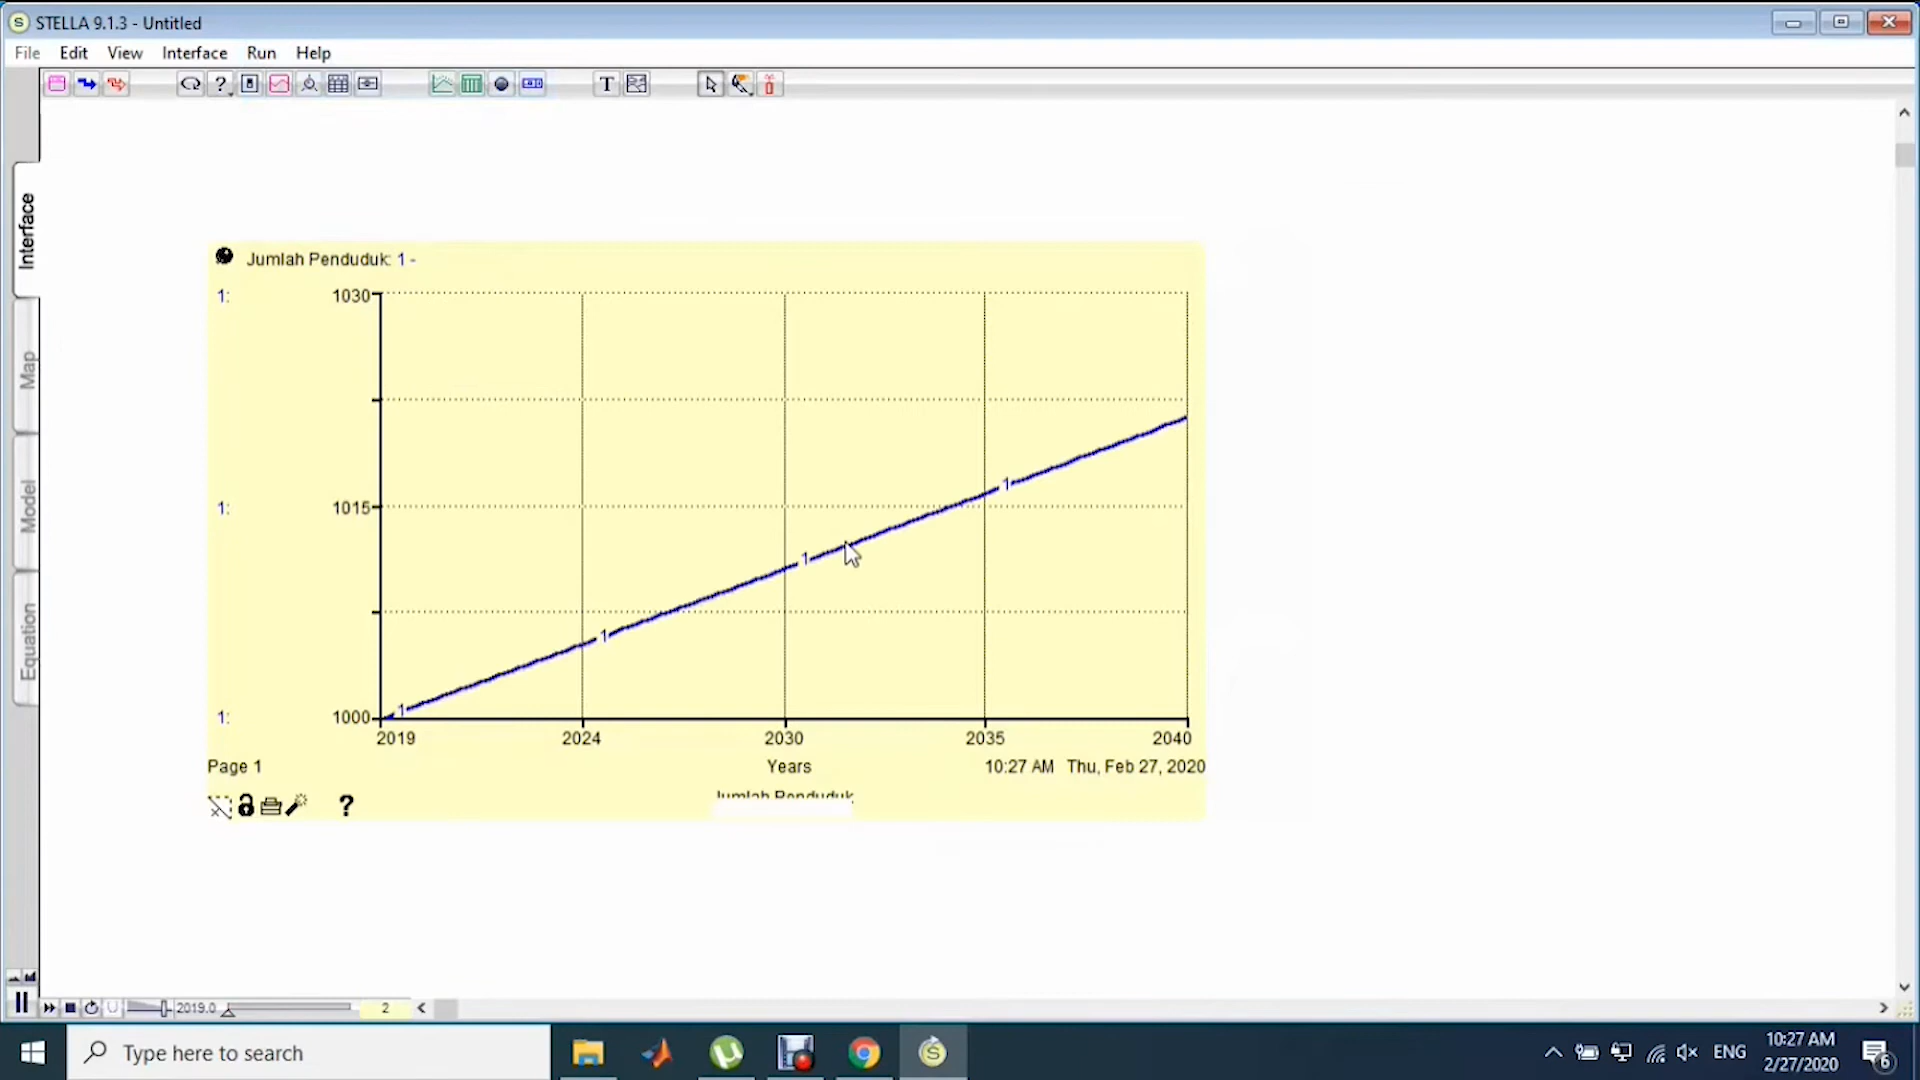 STELLA 9.1.3 - Untitled
File Edit View Interface Run Help
Interface
Map
Model
Equation
Jumlah Penduduk: 1 -
1: 1030
1: 1015
1: 1000
1 1 1 1
2019 2024 2030 2035 2040
Page 1 Years 10:27 AM Thu, Feb 27, 2020
Jumlah Penduduk
?
2019.0 2
Type here to search
ENG
10:27 AM
2/27/2020
6